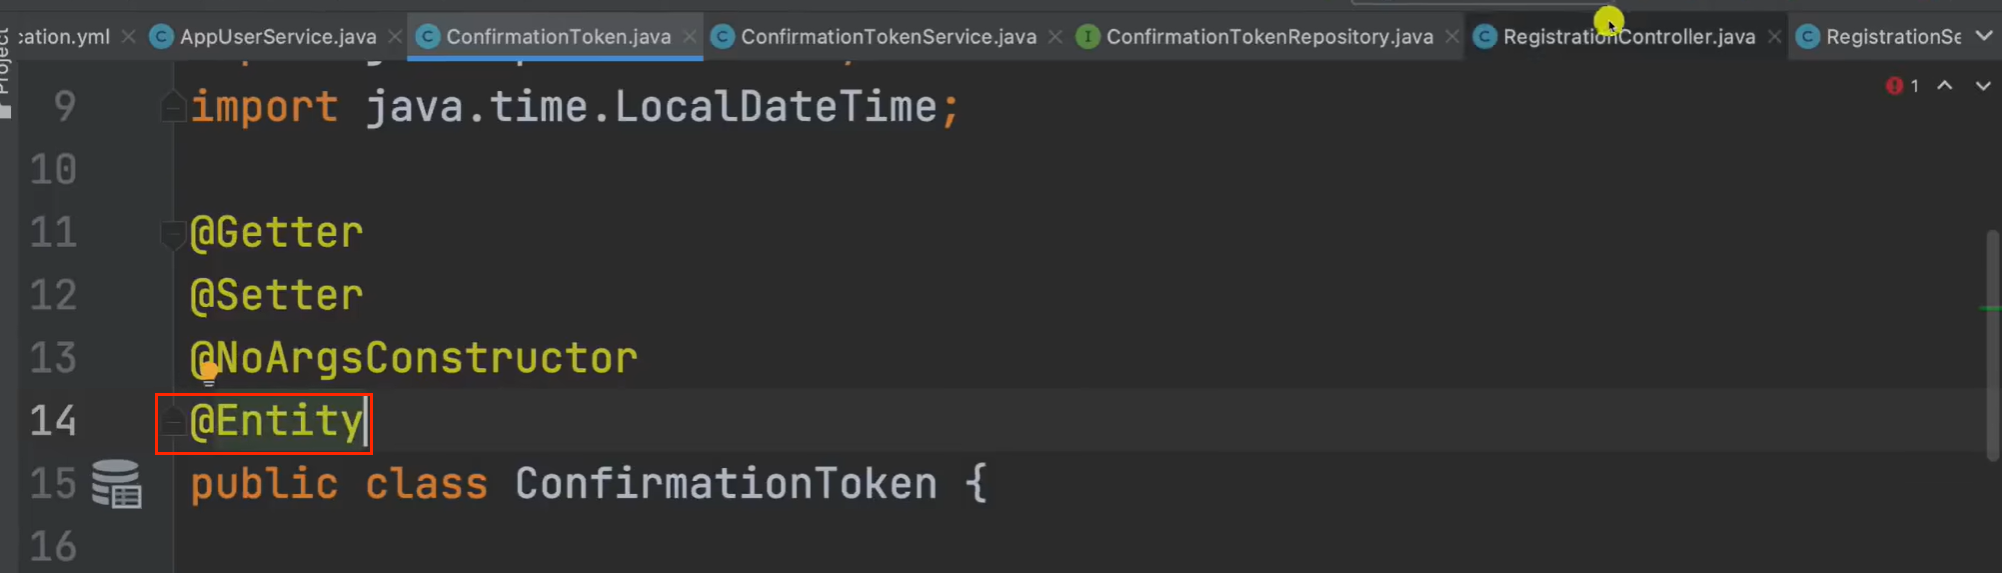 cation.yml AppUserService.java ConfirmationToken.java ConfirmationTokenService.java ConfirmationTokenRepository.java RegistrationController.java RegistrationSe
Project
1
9 import java.time.LocalDateTime;
10
11 @Getter
12 @Setter
13 @NoArgsConstructor
14 @Entity
15 public class ConfirmationToken {
16